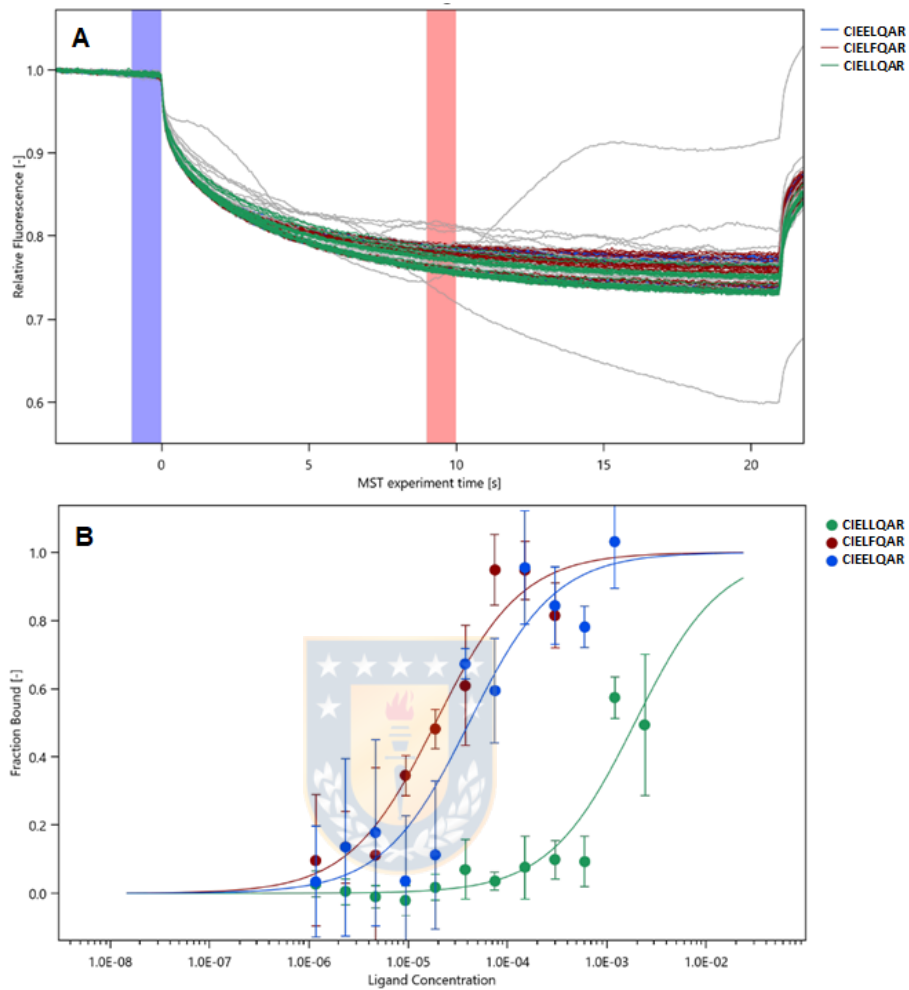 A
CIEELQAR
CIELFQAR
CIELLQAR
Relative Fluorescence [-]
1.0
0.9
0.8
0.7
0.6
0
5
10
15
20
MST experiment time [s]
B
CIELLQAR
CIELFQAR
CIEELQAR
Fraction Bound [-]
1.0
0.8
0.6
0.4
0.2
0.0
1.0E-08
1.0E-07
1.0E-06
1.0E-05
1.0E-04
1.0E-03
1.0E-02
Ligand Concentration